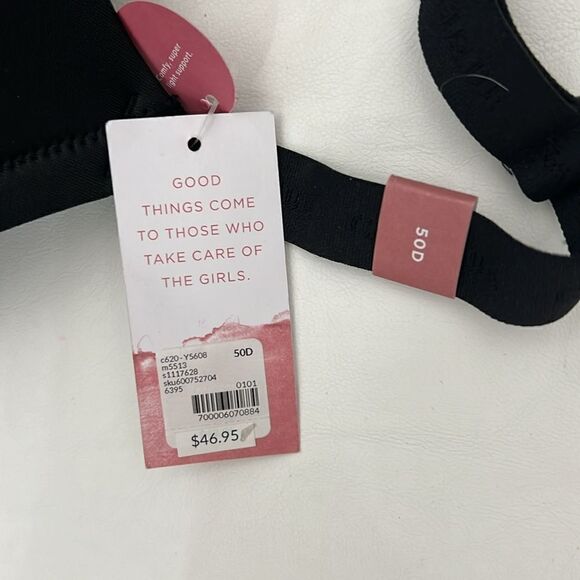 comfy, super
light support.
GOOD
THINGS COME
TO THOSE WHO
TAKE CARE OF
THE GIRLS.
c620-Y5608 50D
m5513
s1117628
sku600752704
6395
0101
700006070884
$46.95
50D